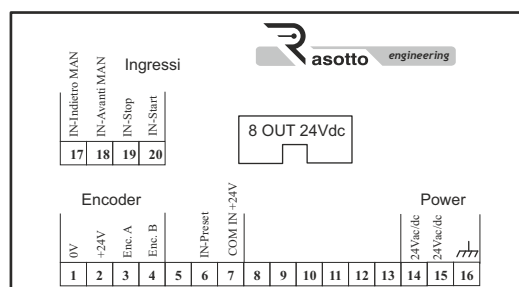 Rasotto engineering
Ingressi
IN-Indietro MAN
IN-Avanti MAN
IN-Stop
IN-Start
17 18 19 20
8 OUT 24Vdc
Encoder
Power
0V
+24V
Enc. A
Enc. B
IN-Preset
COM IN +24V
24Vac/dc
24Vac/dc
1 2 3 4 5 6 7 8 9 10 11 12 13 14 15 16